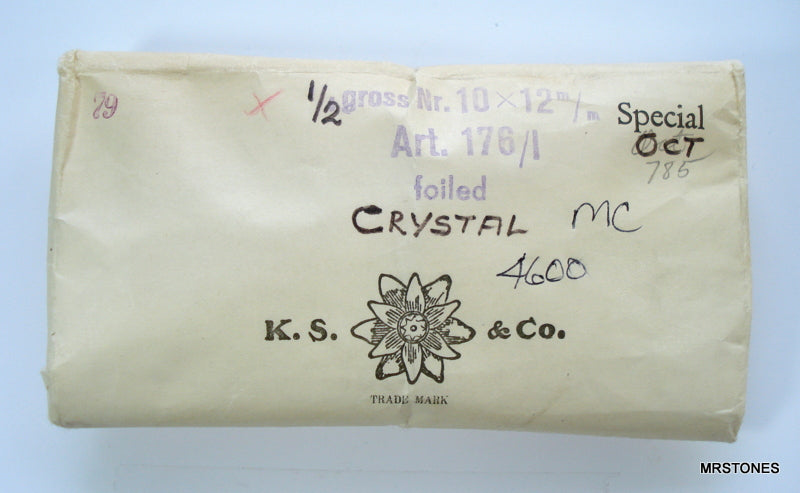 29
1/2 gross Nr. 10 × 12 m/m
Special
Art. 176/I
OCT
785
foiled
CRYSTAL MC
4600
K. S. & Co.
TRADE MARK
MRSTONES